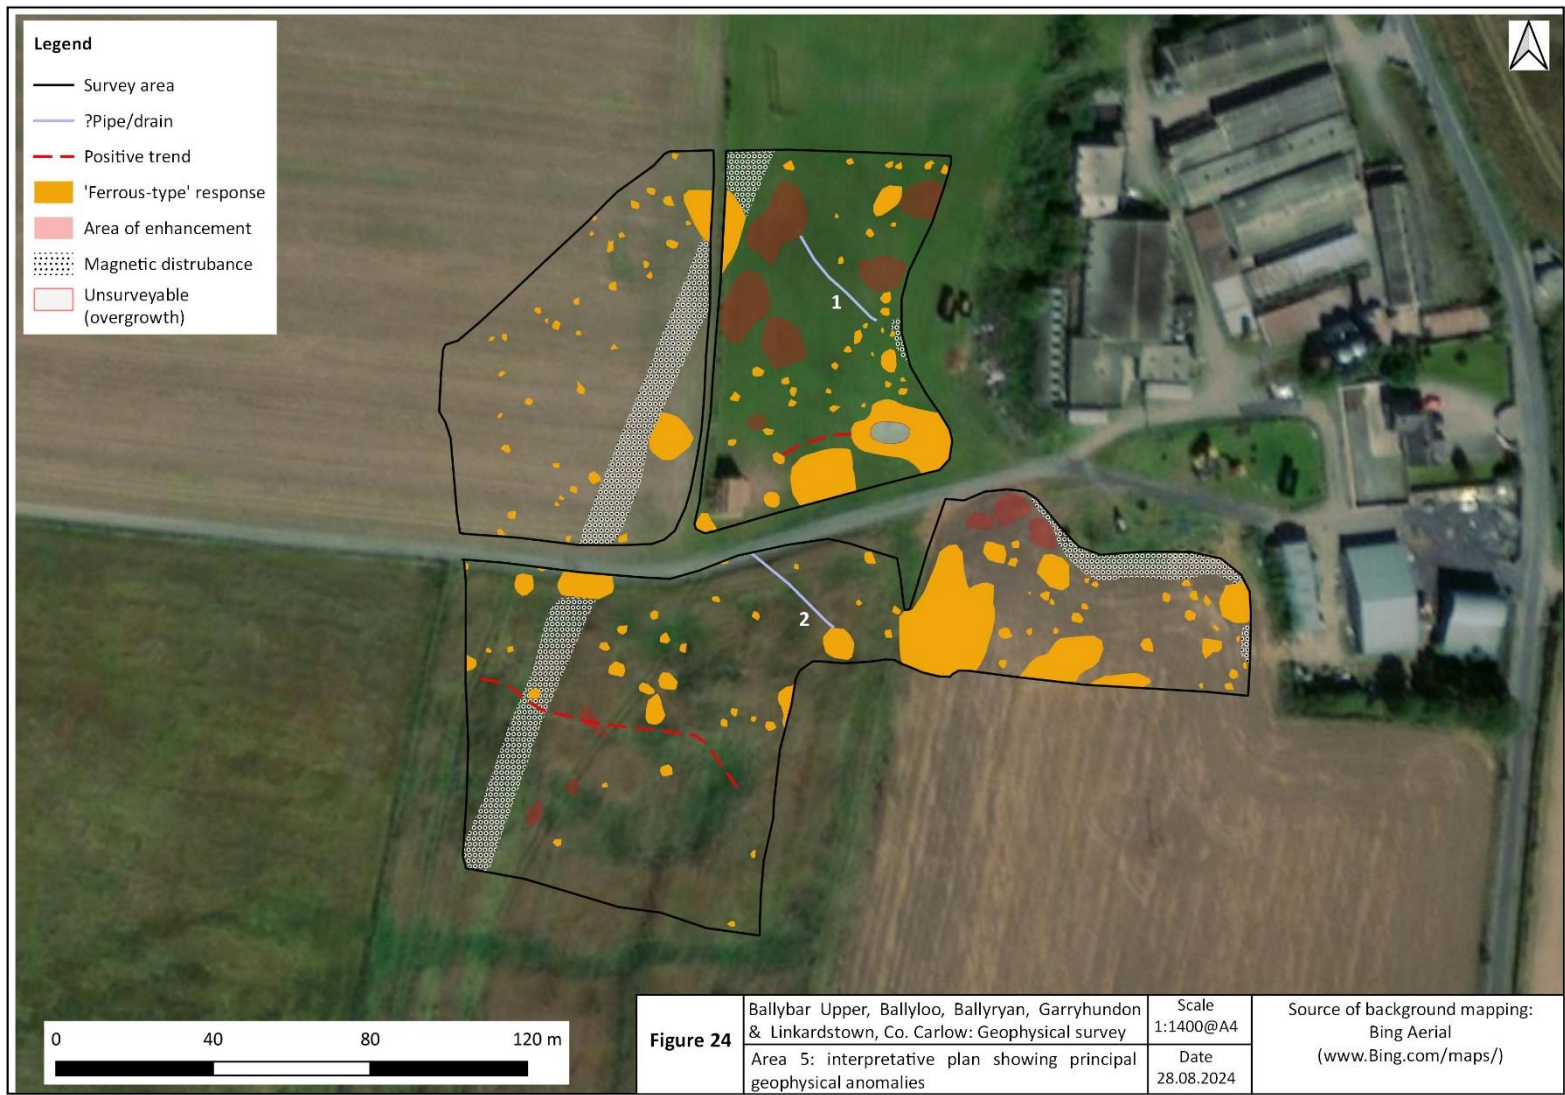 Legend
Survey area
?Pipe/drain
Positive trend
'Ferrous-type' response
Area of enhancement
Magnetic distrubance
Unsurveyable
(overgrowth)
1
2
0 40 80 120 m
Figure 24
Ballybar Upper, Ballyloo, Ballyryan, Garryhundon
& Linkardstown, Co. Carlow: Geophysical survey
Area 5: interpretative plan showing principal
geophysical anomalies
Scale
1:1400@A4
Date
28.08.2024
Source of background mapping:
Bing Aerial
(www.Bing.com/maps/)